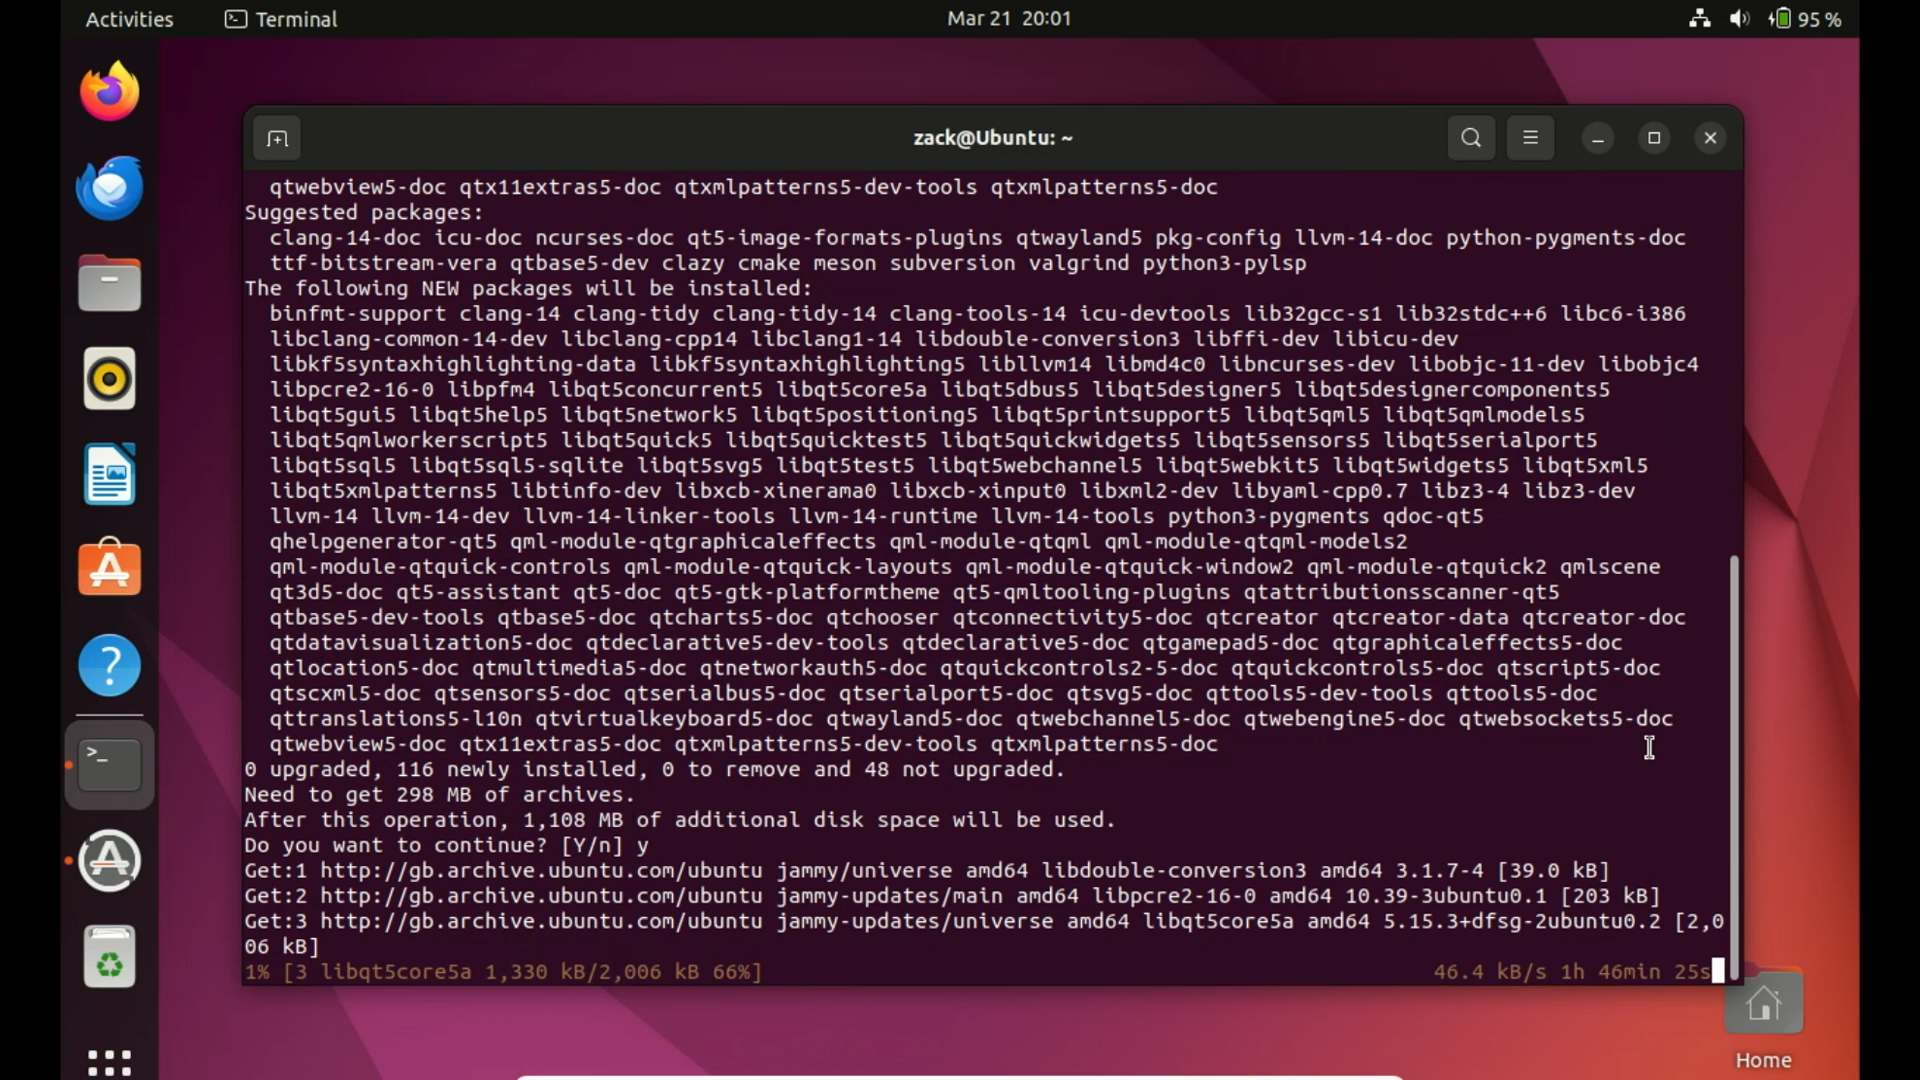 Activities
Terminal
Mar 21 20:01
95 %
zack@Ubuntu: ~
qtwebview5-doc qtx11extras5-doc qtxmlpatterns5-dev-tools qtxmlpatterns5-doc
Suggested packages:
clang-14-doc icu-doc ncurses-doc qt5-image-formats-plugins qtwayland5 pkg-config llvm-14-doc python-pygments-doc
ttf-bitstream-vera qtbase5-dev clazy cmake meson subversion valgrind python3-pylsp
The following NEW packages will be installed:
binfmt-support clang-14 clang-tidy clang-tidy-14 clang-tools-14 icu-devtools lib32gcc-s1 lib32stdc++6 libc6-i386
libclang-common-14-dev libclang-cpp14 libclang1-14 libdouble-conversion3 libffi-dev libicu-dev
libkf5syntaxhighlighting-data libkf5syntaxhighlighting5 libllvm14 libmd4c0 libncurses-dev libobjc-11-dev libobjc4
libpcre2-16-0 libpfm4 libqt5concurrent5 libqt5core5a libqt5dbus5 libqt5designer5 libqt5designercomponents5
libqt5gui5 libqt5help5 libqt5network5 libqt5positioning5 libqt5printsupport5 libqt5qml5 libqt5qmlmodels5
libqt5qmlworkerscript5 libqt5quick5 libqt5quicktest5 libqt5quickwidgets5 libqt5sensors5 libqt5serialport5
libqt5sql5 libqt5sql5-sqlite libqt5svg5 libqt5test5 libqt5webchannel5 libqt5webkit5 libqt5widgets5 libqt5xml5
libqt5xmlpatterns5 libtinfo-dev libxcb-xinerama0 libxcb-xinput0 libxml2-dev libyaml-cpp0.7 libz3-4 libz3-dev
llvm-14 llvm-14-dev llvm-14-linker-tools llvm-14-runtime llvm-14-tools python3-pygments qdoc-qt5
qhelpgenerator-qt5 qml-module-qtgraphicaleffects qml-module-qtqml qml-module-qtqml-models2
qml-module-qtquick-controls qml-module-qtquick-layouts qml-module-qtquick-window2 qml-module-qtquick2 qmlscene
qt3d5-doc qt5-assistant qt5-doc qt5-gtk-platformtheme qt5-qmltooling-plugins qtattributionsscanner-qt5
qtbase5-dev-tools qtbase5-doc qtcharts5-doc qtchooser qtconnectivity5-doc qtcreator qtcreator-data qtcreator-doc
qtdatavisualization5-doc qtdeclarative5-dev-tools qtdeclarative5-doc qtgamepad5-doc qtgraphicaleffects5-doc
qtlocation5-doc qtmultimedia5-doc qtnetworkauth5-doc qtquickcontrols2-5-doc qtquickcontrols5-doc qtscript5-doc
qtscxml5-doc qtsensors5-doc qtserialbus5-doc qtserialport5-doc qtsvg5-doc qttools5-dev-tools qttools5-doc
qttranslations5-l10n qtvirtualkeyboard5-doc qtwayland5-doc qtwebchannel5-doc qtwebengine5-doc qtwebsockets5-doc
qtwebview5-doc qtx11extras5-doc qtxmlpatterns5-dev-tools qtxmlpatterns5-doc
0 upgraded, 116 newly installed, 0 to remove and 48 not upgraded.
Need to get 298 MB of archives.
After this operation, 1,108 MB of additional disk space will be used.
Do you want to continue? [Y/n] y
Get:1 http://gb.archive.ubuntu.com/ubuntu jammy/universe amd64 libdouble-conversion3 amd64 3.1.7-4 [39.0 kB]
Get:2 http://gb.archive.ubuntu.com/ubuntu jammy-updates/main amd64 libpcre2-16-0 amd64 10.39-3ubuntu0.1 [203 kB]
Get:3 http://gb.archive.ubuntu.com/ubuntu jammy-updates/universe amd64 libqt5core5a amd64 5.15.3+dfsg-2ubuntu0.2 [2,0
06 kB]
1% [3 libqt5core5a 1,330 kB/2,006 kB 66%] 46.4 kB/s 1h 46min 25s
Home